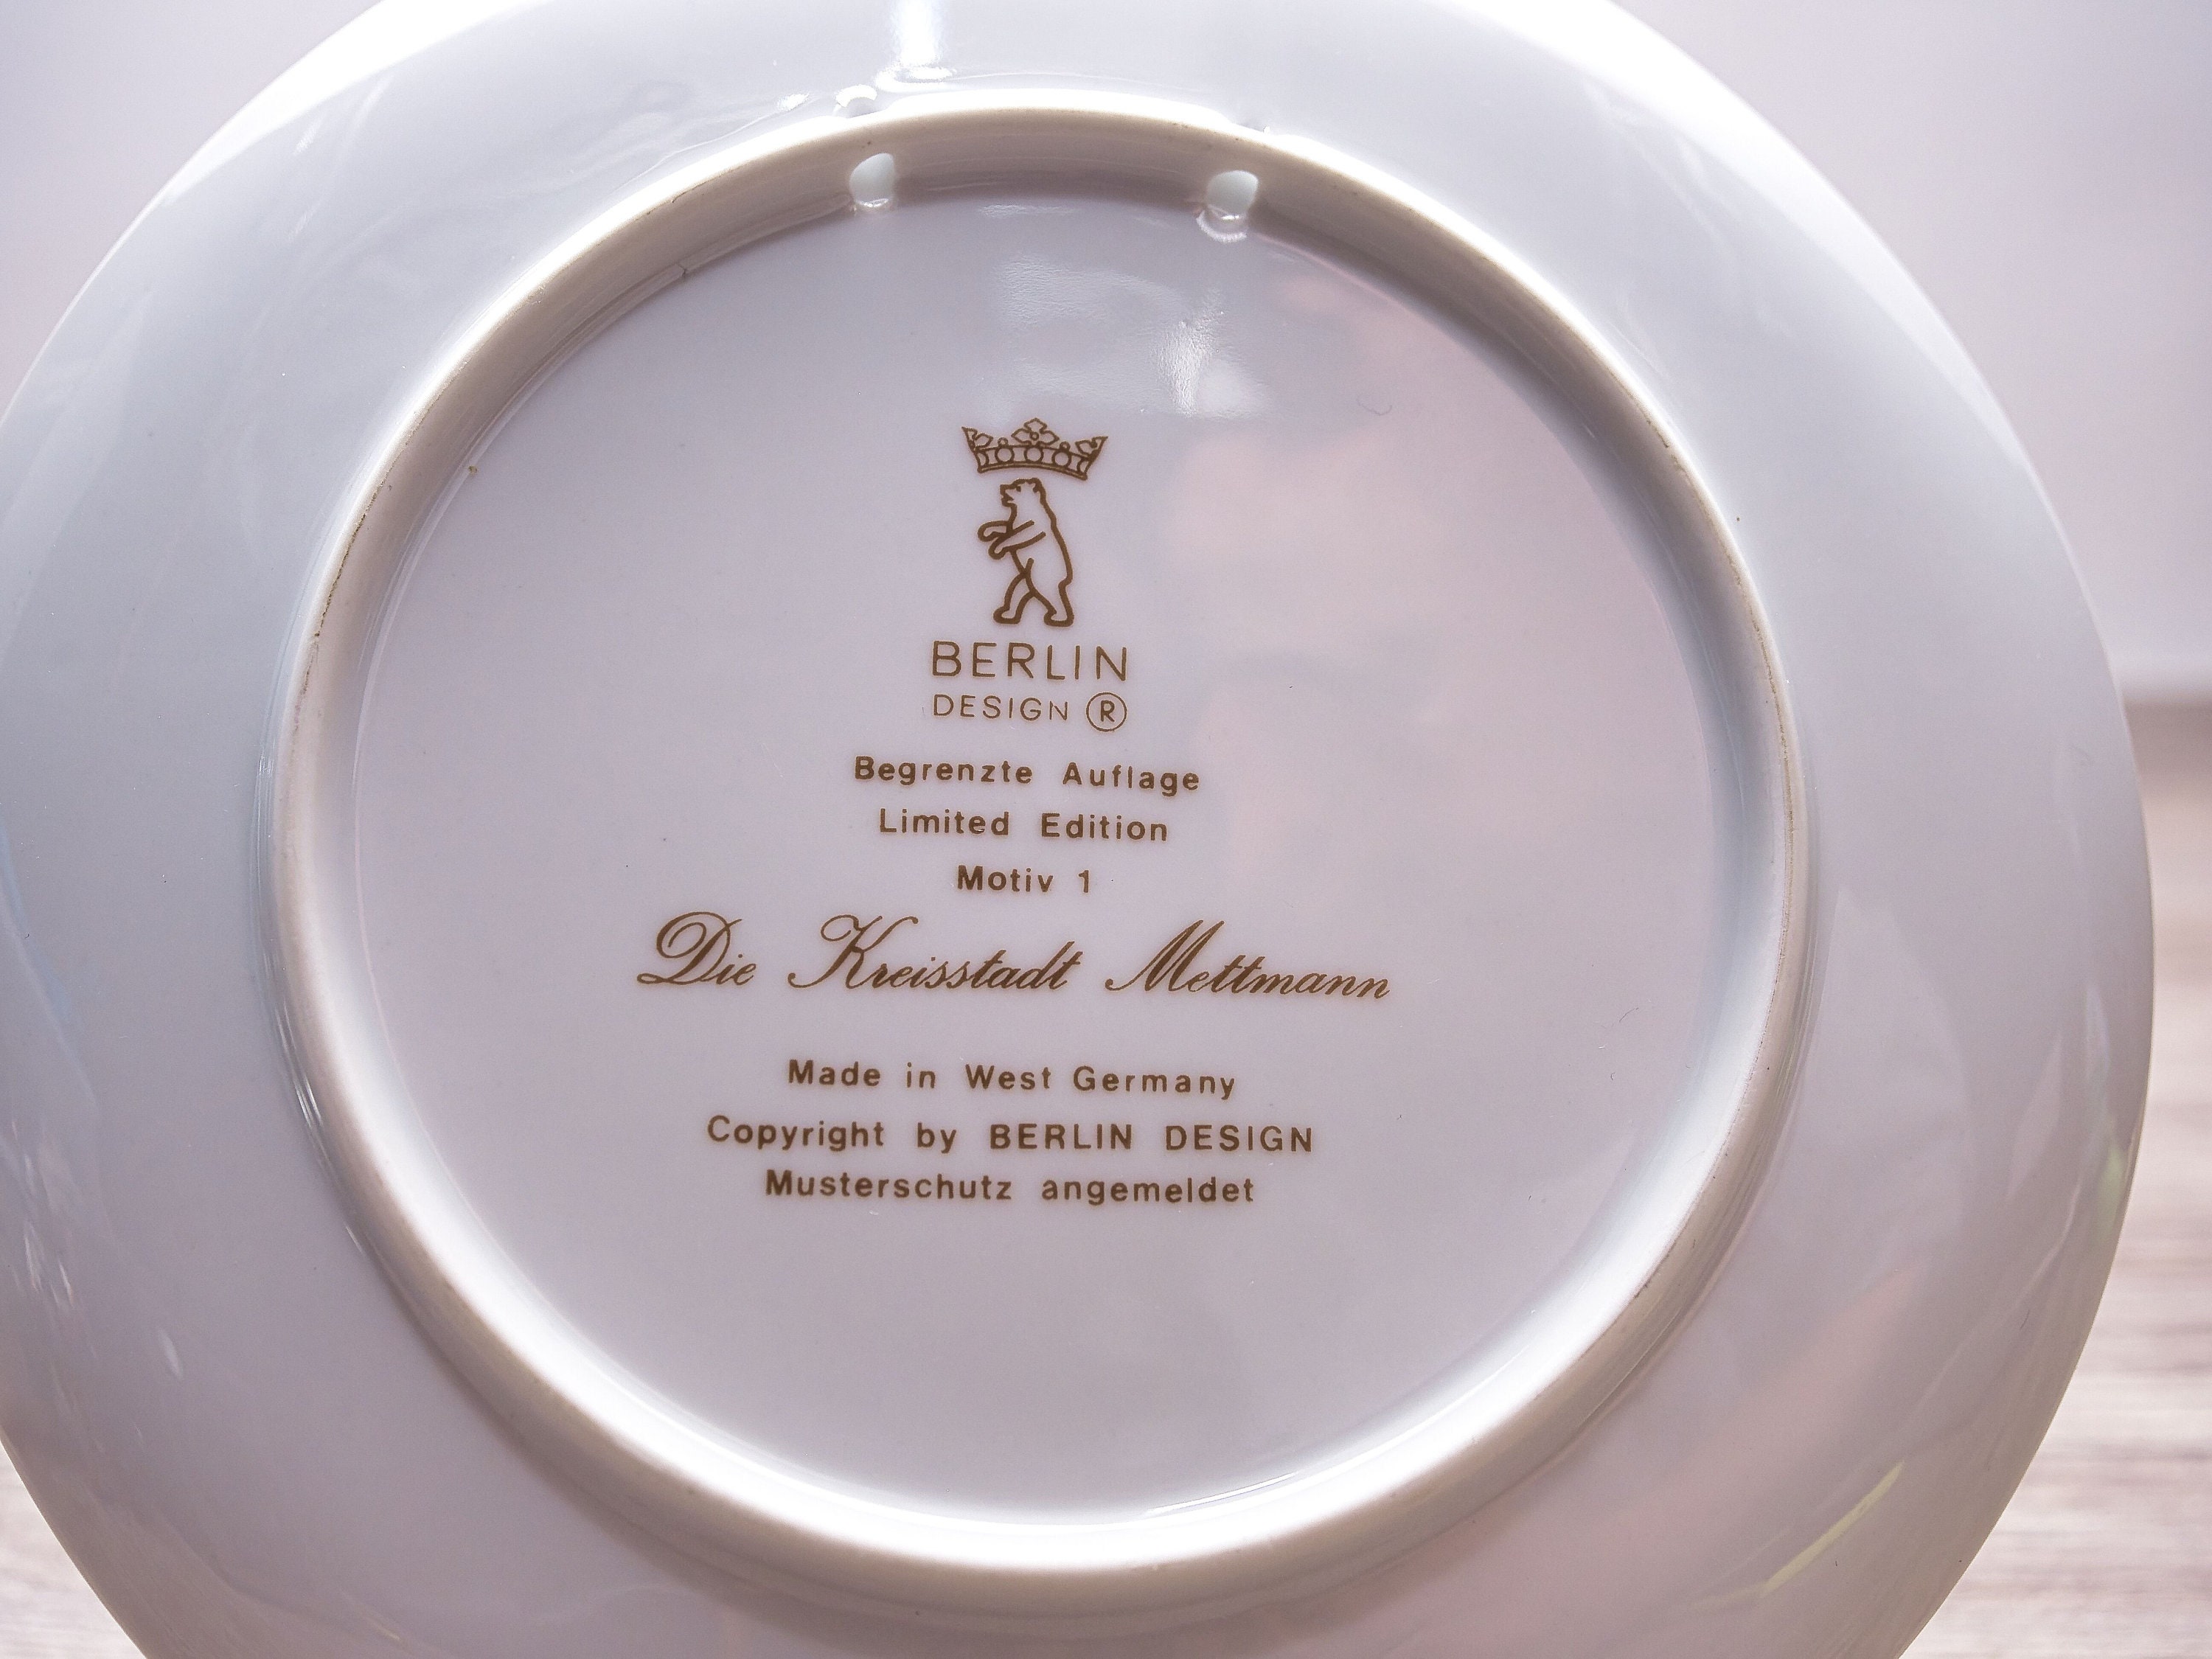 BERLIN
DESIGN ®
Begrenzte Auflage
Limited Edition
Motiv 1
Die Kreisstadt Mettmann
Made in West Germany
Copyright by BERLIN DESIGN
Musterschutz angemeldet